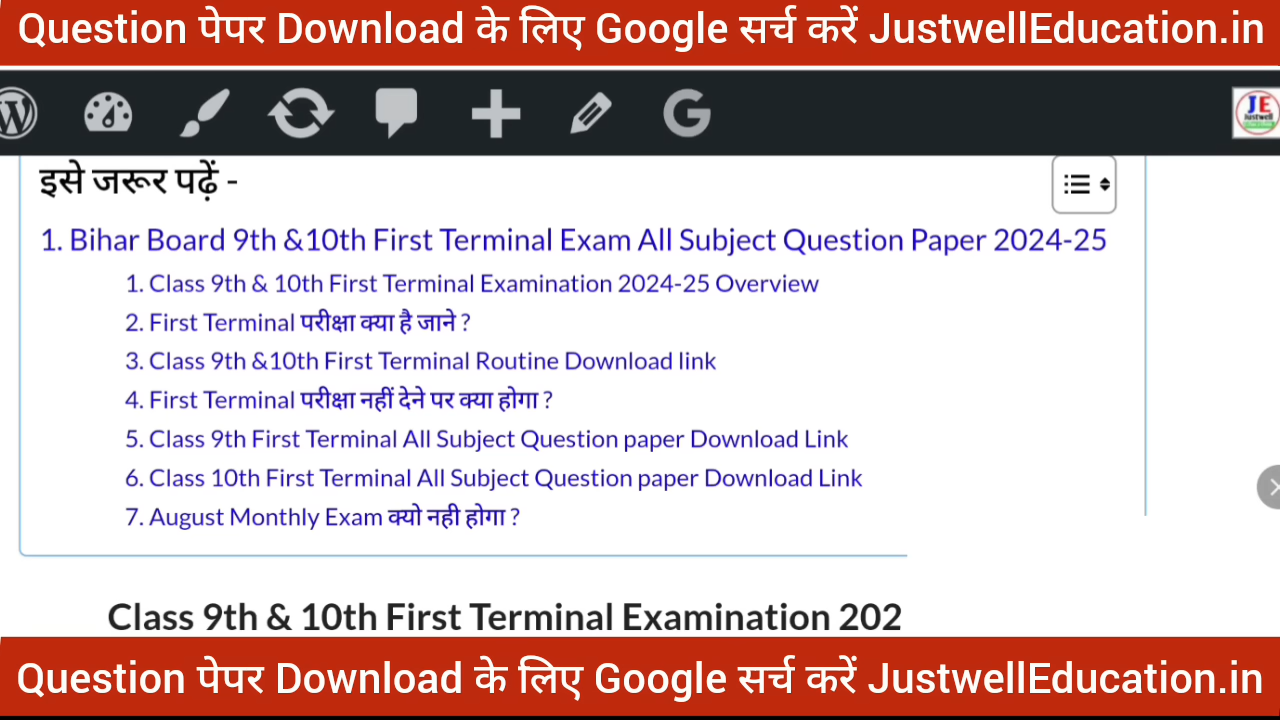 Question पेपर Download के लिए Google सर्च करें JustwellEducation.in
JE
Justwell
इसे जरूर पढ़ें -
1. Bihar Board 9th &10th First Terminal Exam All Subject Question Paper 2024-25
1. Class 9th & 10th First Terminal Examination 2024-25 Overview
2. First Terminal परीक्षा क्या है जाने ?
3. Class 9th &10th First Terminal Routine Download link
4. First Terminal परीक्षा नहीं देने पर क्या होगा ?
5. Class 9th First Terminal All Subject Question paper Download Link
6. Class 10th First Terminal All Subject Question paper Download Link
7. August Monthly Exam क्यो नही होगा ?
Class 9th & 10th First Terminal Examination 202
Question पेपर Download के लिए Google सर्च करें JustwellEducation.in